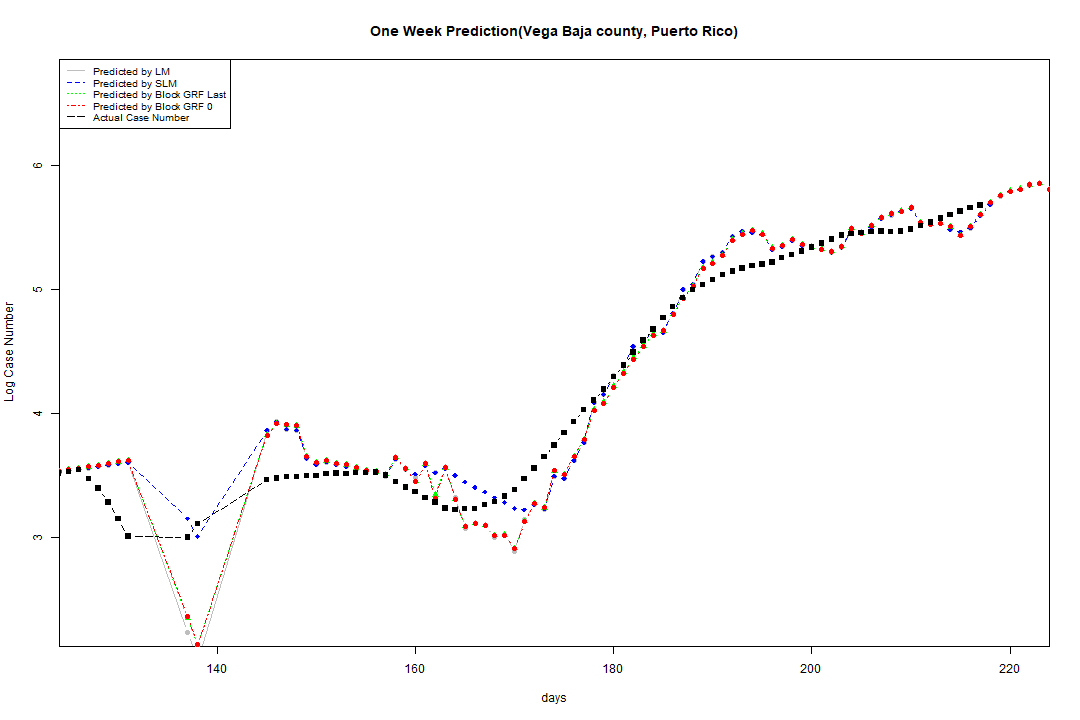 One Week Prediction(Vega Baja county, Puerto Rico)
Predicted by LM
Predicted by SLM
Predicted by Block GRF Last
Predicted by Block GRF 0
Actual Case Number
Log Case Number
6
5
4
3
140 160 180 200 220
days